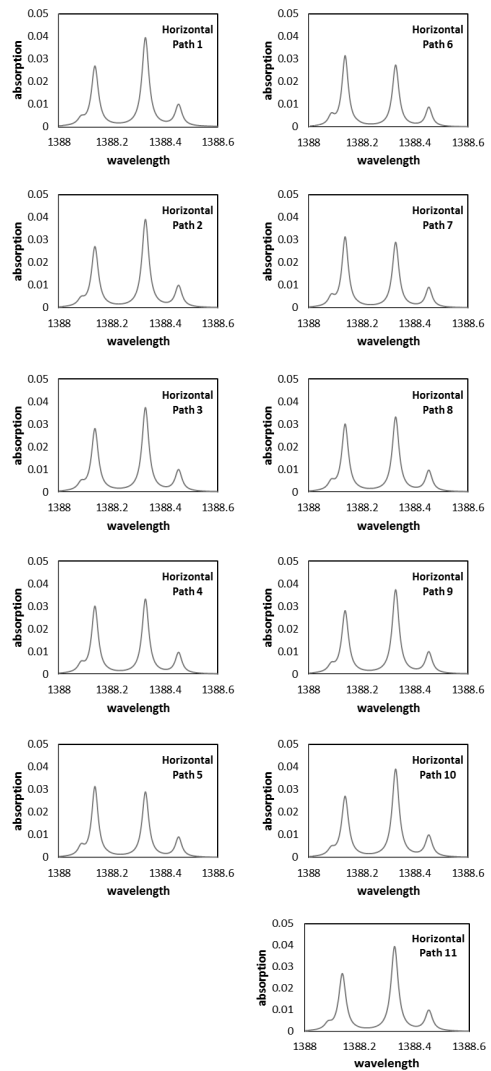 absorption
0.05
0.04
0.03
0.02
0.01
0
Horizontal
Path 1
1388 1388.2 1388.4 1388.6
wavelength
absorption
0.05
0.04
0.03
0.02
0.01
0
Horizontal
Path 2
1388 1388.2 1388.4 1388.6
wavelength
absorption
0.05
0.04
0.03
0.02
0.01
0
Horizontal
Path 3
1388 1388.2 1388.4 1388.6
wavelength
absorption
0.05
0.04
0.03
0.02
0.01
0
Horizontal
Path 4
1388 1388.2 1388.4 1388.6
wavelength
absorption
0.05
0.04
0.03
0.02
0.01
0
Horizontal
Path 5
1388 1388.2 1388.4 1388.6
wavelength
absorption
0.05
0.04
0.03
0.02
0.01
0
Horizontal
Path 6
1388 1388.2 1388.4 1388.6
wavelength
absorption
0.05
0.04
0.03
0.02
0.01
0
Horizontal
Path 7
1388 1388.2 1388.4 1388.6
wavelength
absorption
0.05
0.04
0.03
0.02
0.01
0
Horizontal
Path 8
1388 1388.2 1388.4 1388.6
wavelength
absorption
0.05
0.04
0.03
0.02
0.01
0
Horizontal
Path 9
1388 1388.2 1388.4 1388.6
wavelength
absorption
0.05
0.04
0.03
0.02
0.01
0
Horizontal
Path 10
1388 1388.2 1388.4 1388.6
wavelength
absorption
0.05
0.04
0.03
0.02
0.01
0
Horizontal
Path 11
1388 1388.2 1388.4 1388.6
wavelength